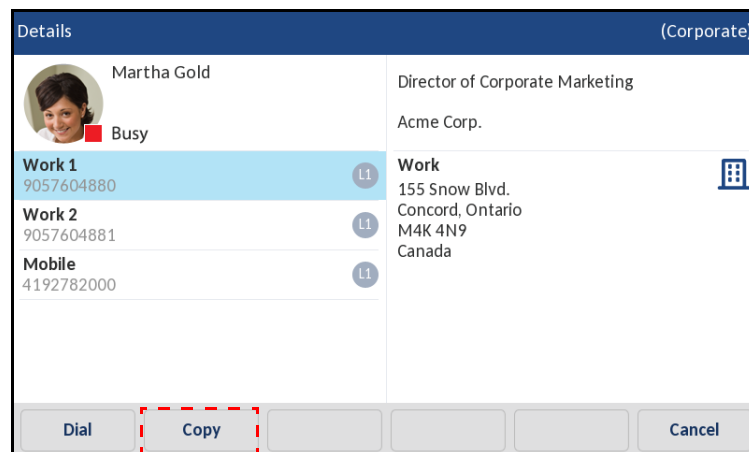 Details
(Corporate)
Martha Gold
Busy
Work 1
9057604880
L1
Work 2
9057604881
L1
Mobile
4192782000
L1
Director of Corporate Marketing
Acme Corp.
Work
155 Snow Blvd.
Concord, Ontario
M4K 4N9
Canada
Dial
Copy
Cancel